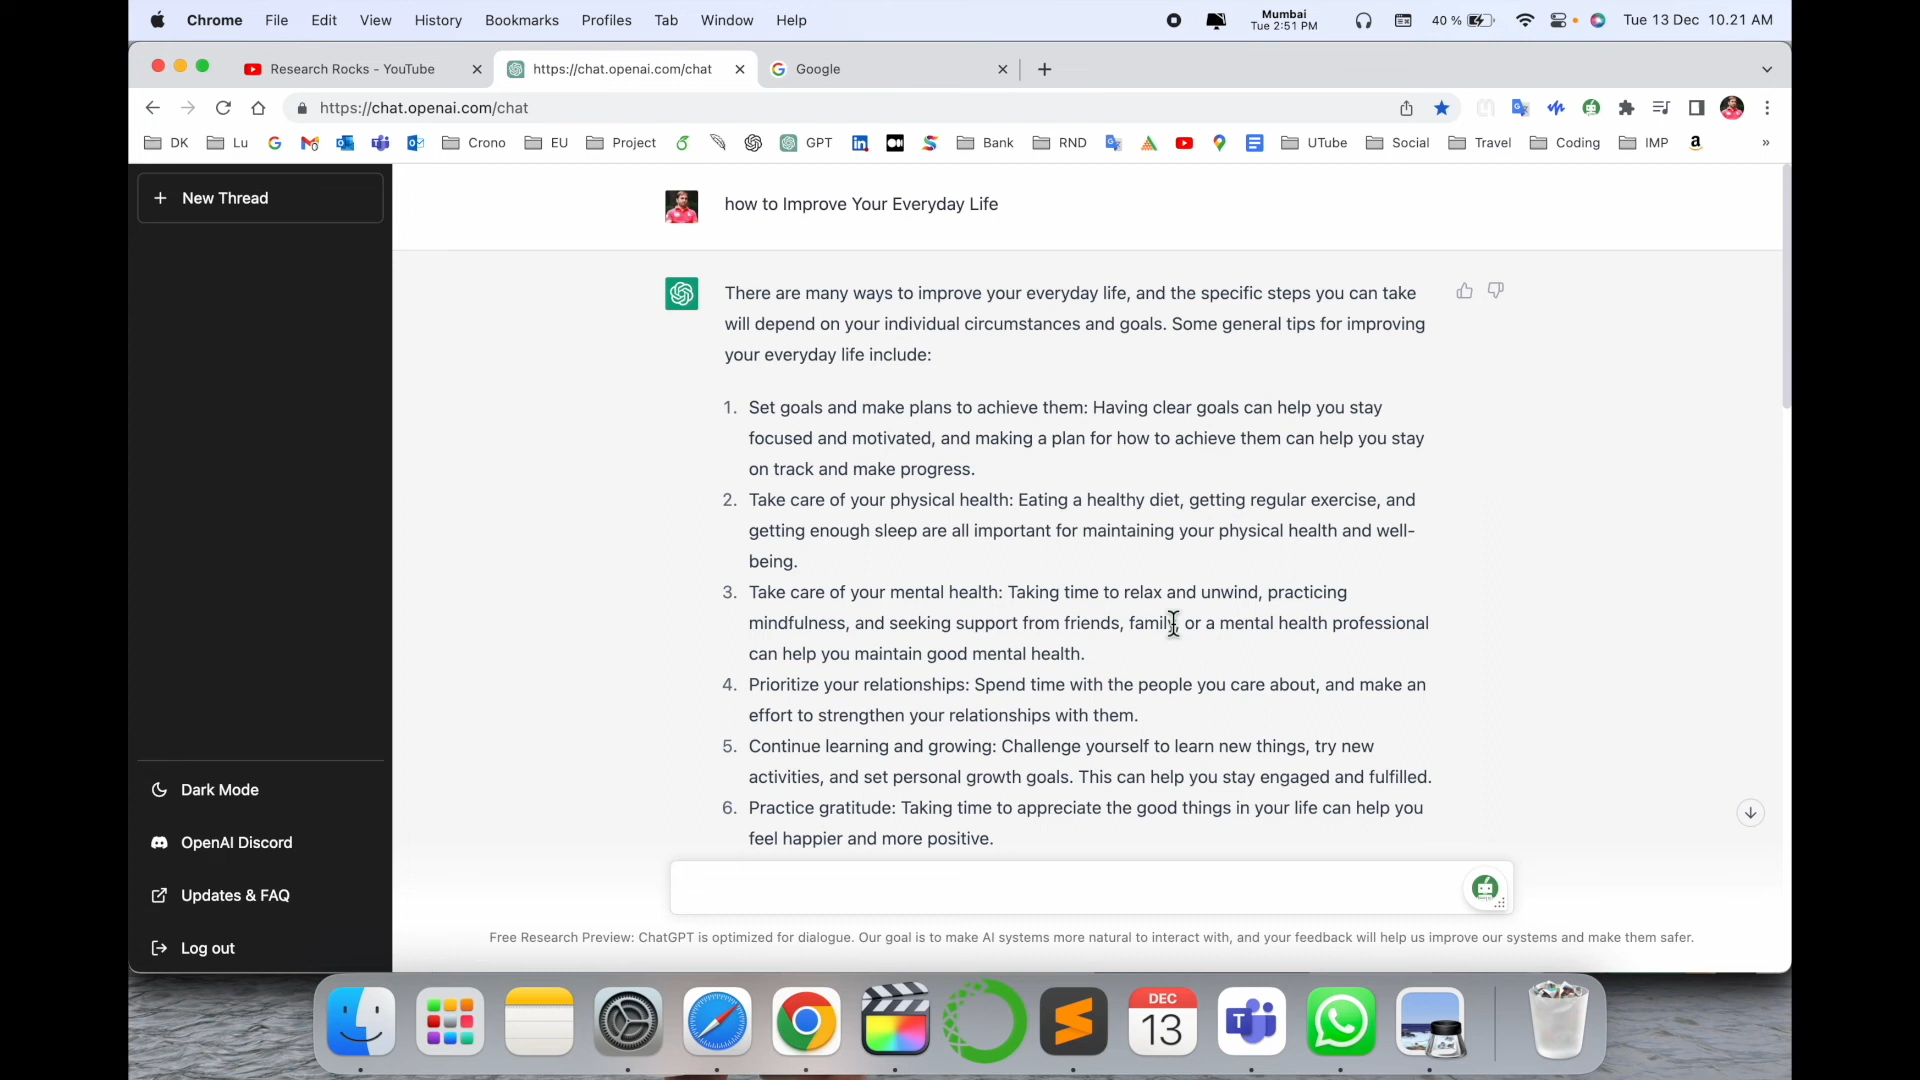 Chrome File Edit View History Bookmarks Profiles Tab Window Help
Mumbai
Tue 2:51 PM
40 %
Tue 13 Dec 10.21 AM
Research Rocks - YouTube
https://chat.openai.com/chat
Google
https://chat.openai.com/chat
DK Lu Crono EU Project GPT Bank RND UTube Social Travel Coding IMP »
New Thread
how to Improve Your Everyday Life
There are many ways to improve your everyday life, and the specific steps you can take
will depend on your individual circumstances and goals. Some general tips for improving
your everyday life include:
1. Set goals and make plans to achieve them: Having clear goals can help you stay
focused and motivated, and making a plan for how to achieve them can help you stay
on track and make progress.
2. Take care of your physical health: Eating a healthy diet, getting regular exercise, and
getting enough sleep are all important for maintaining your physical health and well-
being.
3. Take care of your mental health: Taking time to relax and unwind, practicing
mindfulness, and seeking support from friends, family, or a mental health professional
can help you maintain good mental health.
4. Prioritize your relationships: Spend time with the people you care about, and make an
effort to strengthen your relationships with them.
5. Continue learning and growing: Challenge yourself to learn new things, try new
activities, and set personal growth goals. This can help you stay engaged and fulfilled.
6. Practice gratitude: Taking time to appreciate the good things in your life can help you
feel happier and more positive.
Dark Mode
OpenAI Discord
Updates & FAQ
Log out
Free Research Preview: ChatGPT is optimized for dialogue. Our goal is to make AI systems more natural to interact with, and your feedback will help us improve our systems and make them safer.
DEC
13